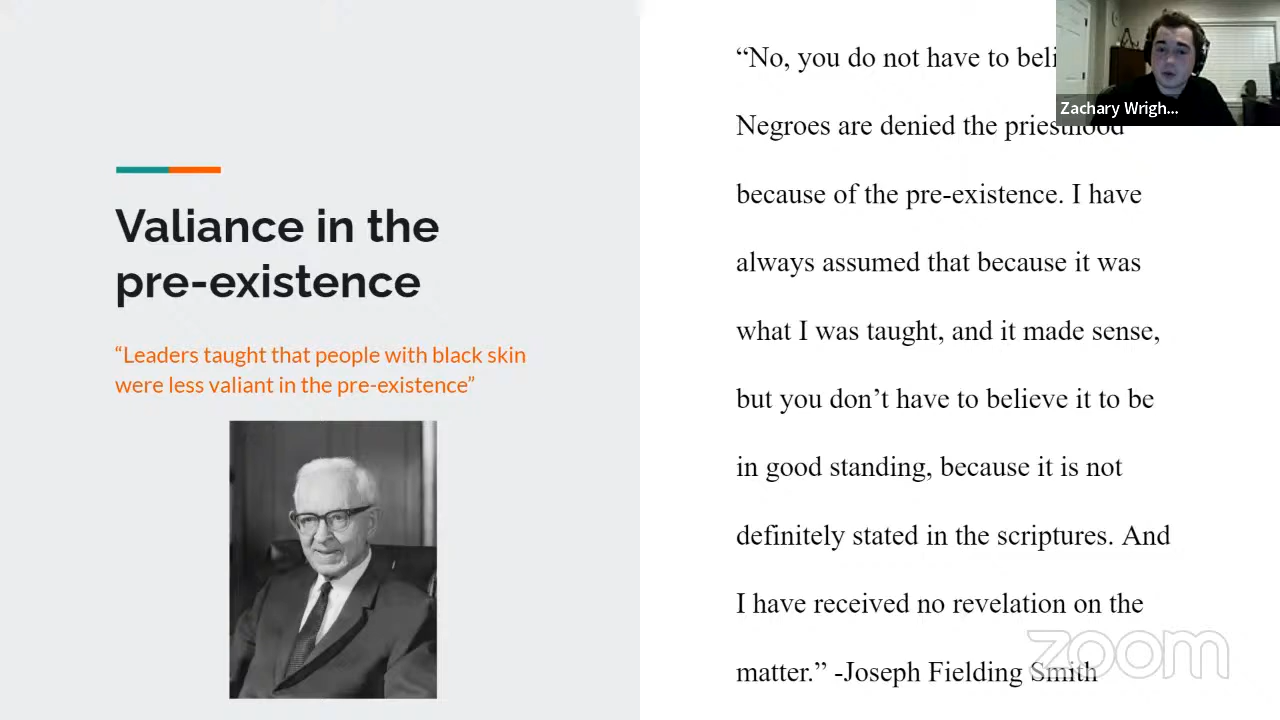 Valiance in the
pre-existence
“Leaders taught that people with black skin
were less valiant in the pre-existence”
“No, you do not have to
Negroes are denied the priesthood
because of the pre-existence. I have
always assumed that because it was
what I was taught, and it made sense,
but you don’t have to believe it to be
in good standing, because it is not
definitely stated in the scriptures. And
I have received no revelation on the
matter.” -Joseph Fielding Smith
Zachary Wrigh...
zoom